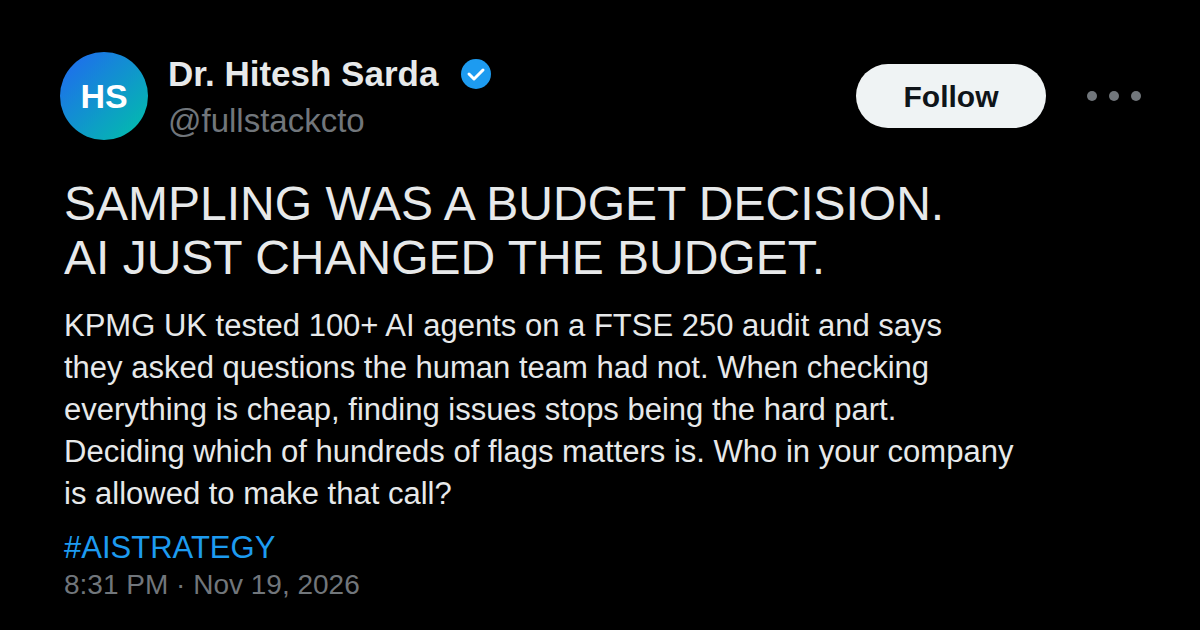 HS
Dr. Hitesh Sarda
@fullstackcto
Follow
SAMPLING WAS A BUDGET DECISION.
AI JUST CHANGED THE BUDGET.
KPMG UK tested 100+ AI agents on a FTSE 250 audit and says
they asked questions the human team had not. When checking
everything is cheap, finding issues stops being the hard part.
Deciding which of hundreds of flags matters is. Who in your company
is allowed to make that call?
#AISTRATEGY
8:31 PM · Nov 19, 2026